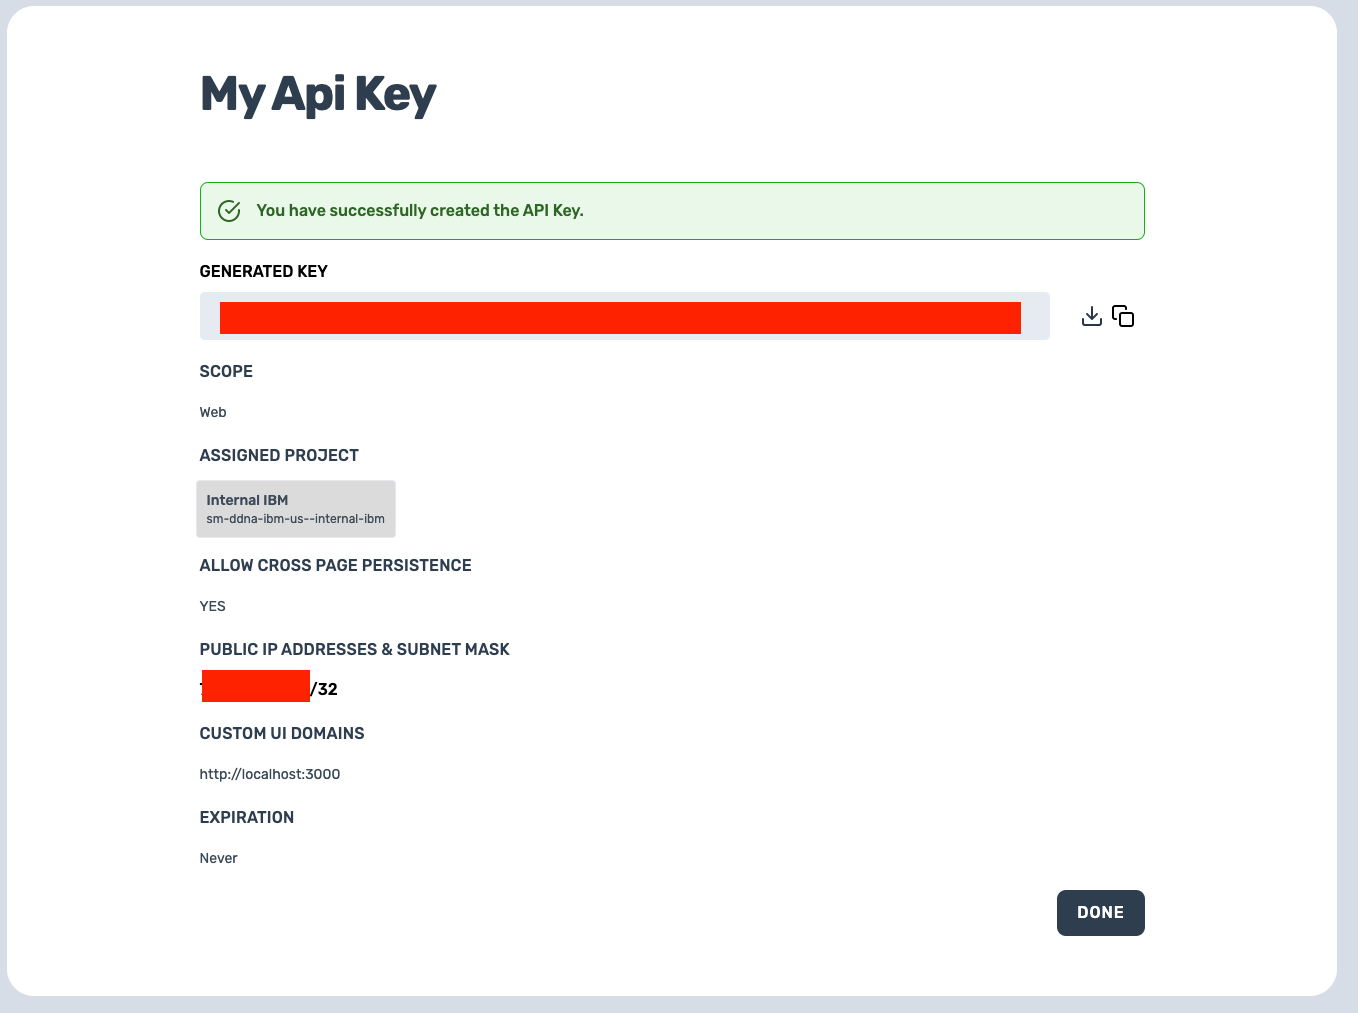 My Api Key
You have successfully created the API Key.
GENERATED KEY
SCOPE
Web
ASSIGNED PROJECT
Internal IBM
sm-ddna-ibm-us--internal-ibm
ALLOW CROSS PAGE PERSISTENCE
YES
PUBLIC IP ADDRESSES & SUBNET MASK
/32
CUSTOM UI DOMAINS
http://localhost:3000
EXPIRATION
Never
DONE